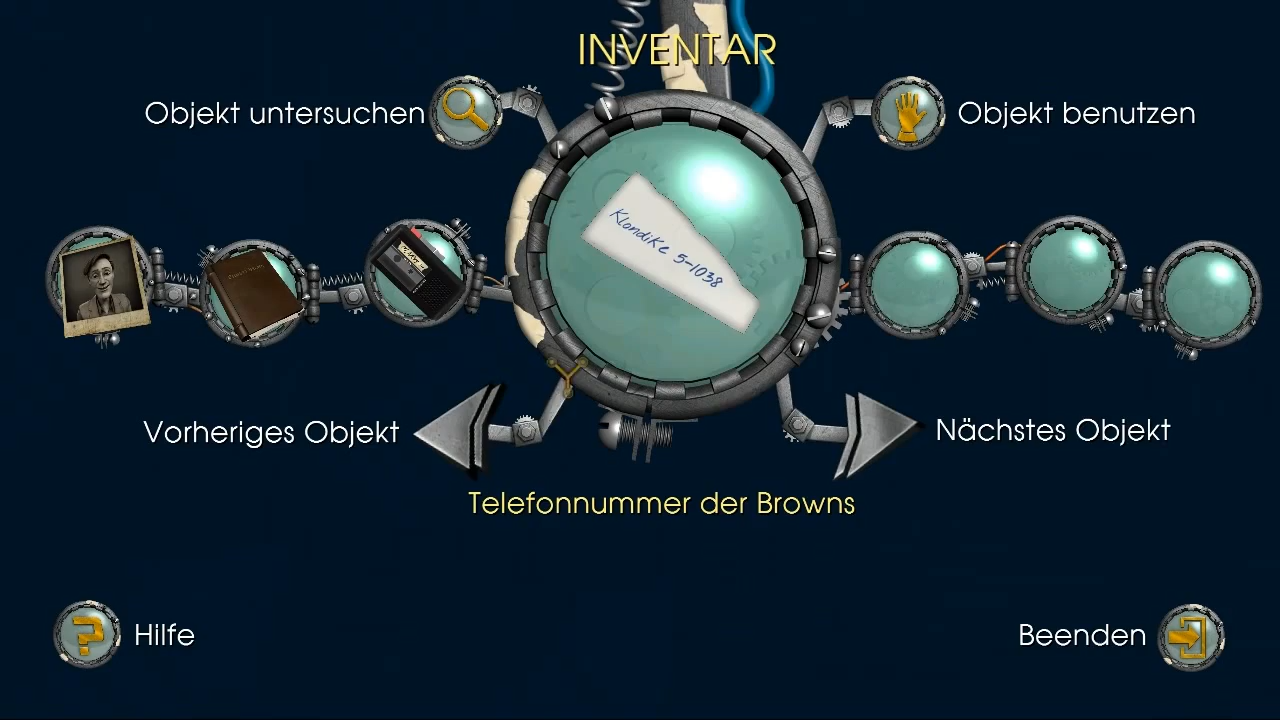 INVENTAR
Objekt untersuchen
Objekt benutzen
Klondike 5-1038
Vorheriges Objekt
Nächstes Objekt
Telefonnummer der Browns
Hilfe
Beenden